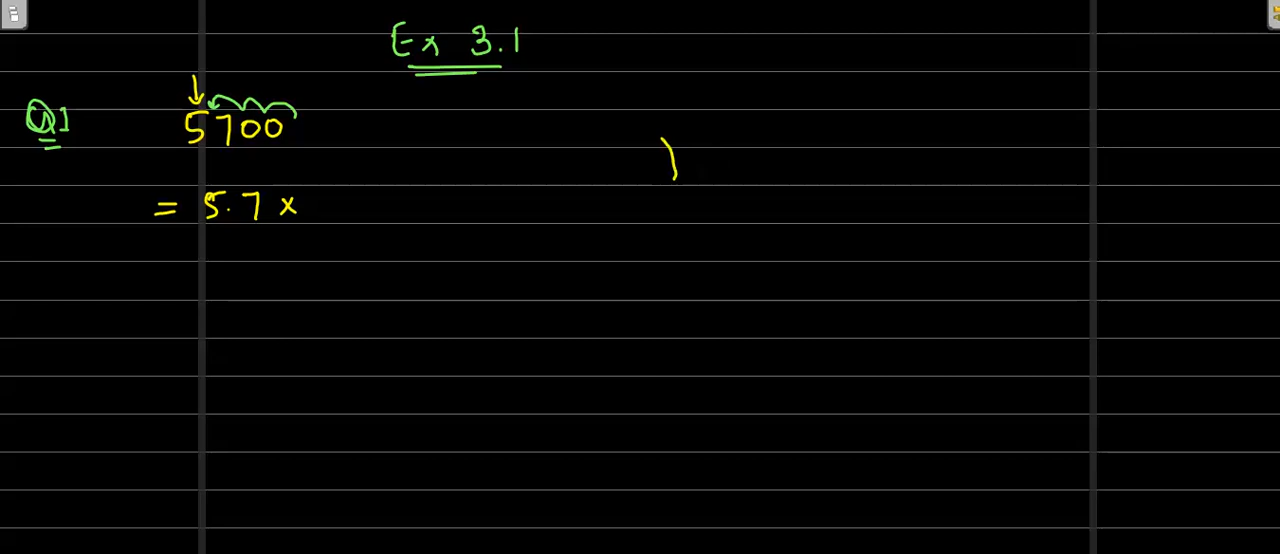 Ex 3.1
Q1 5700
= 5.7 ×